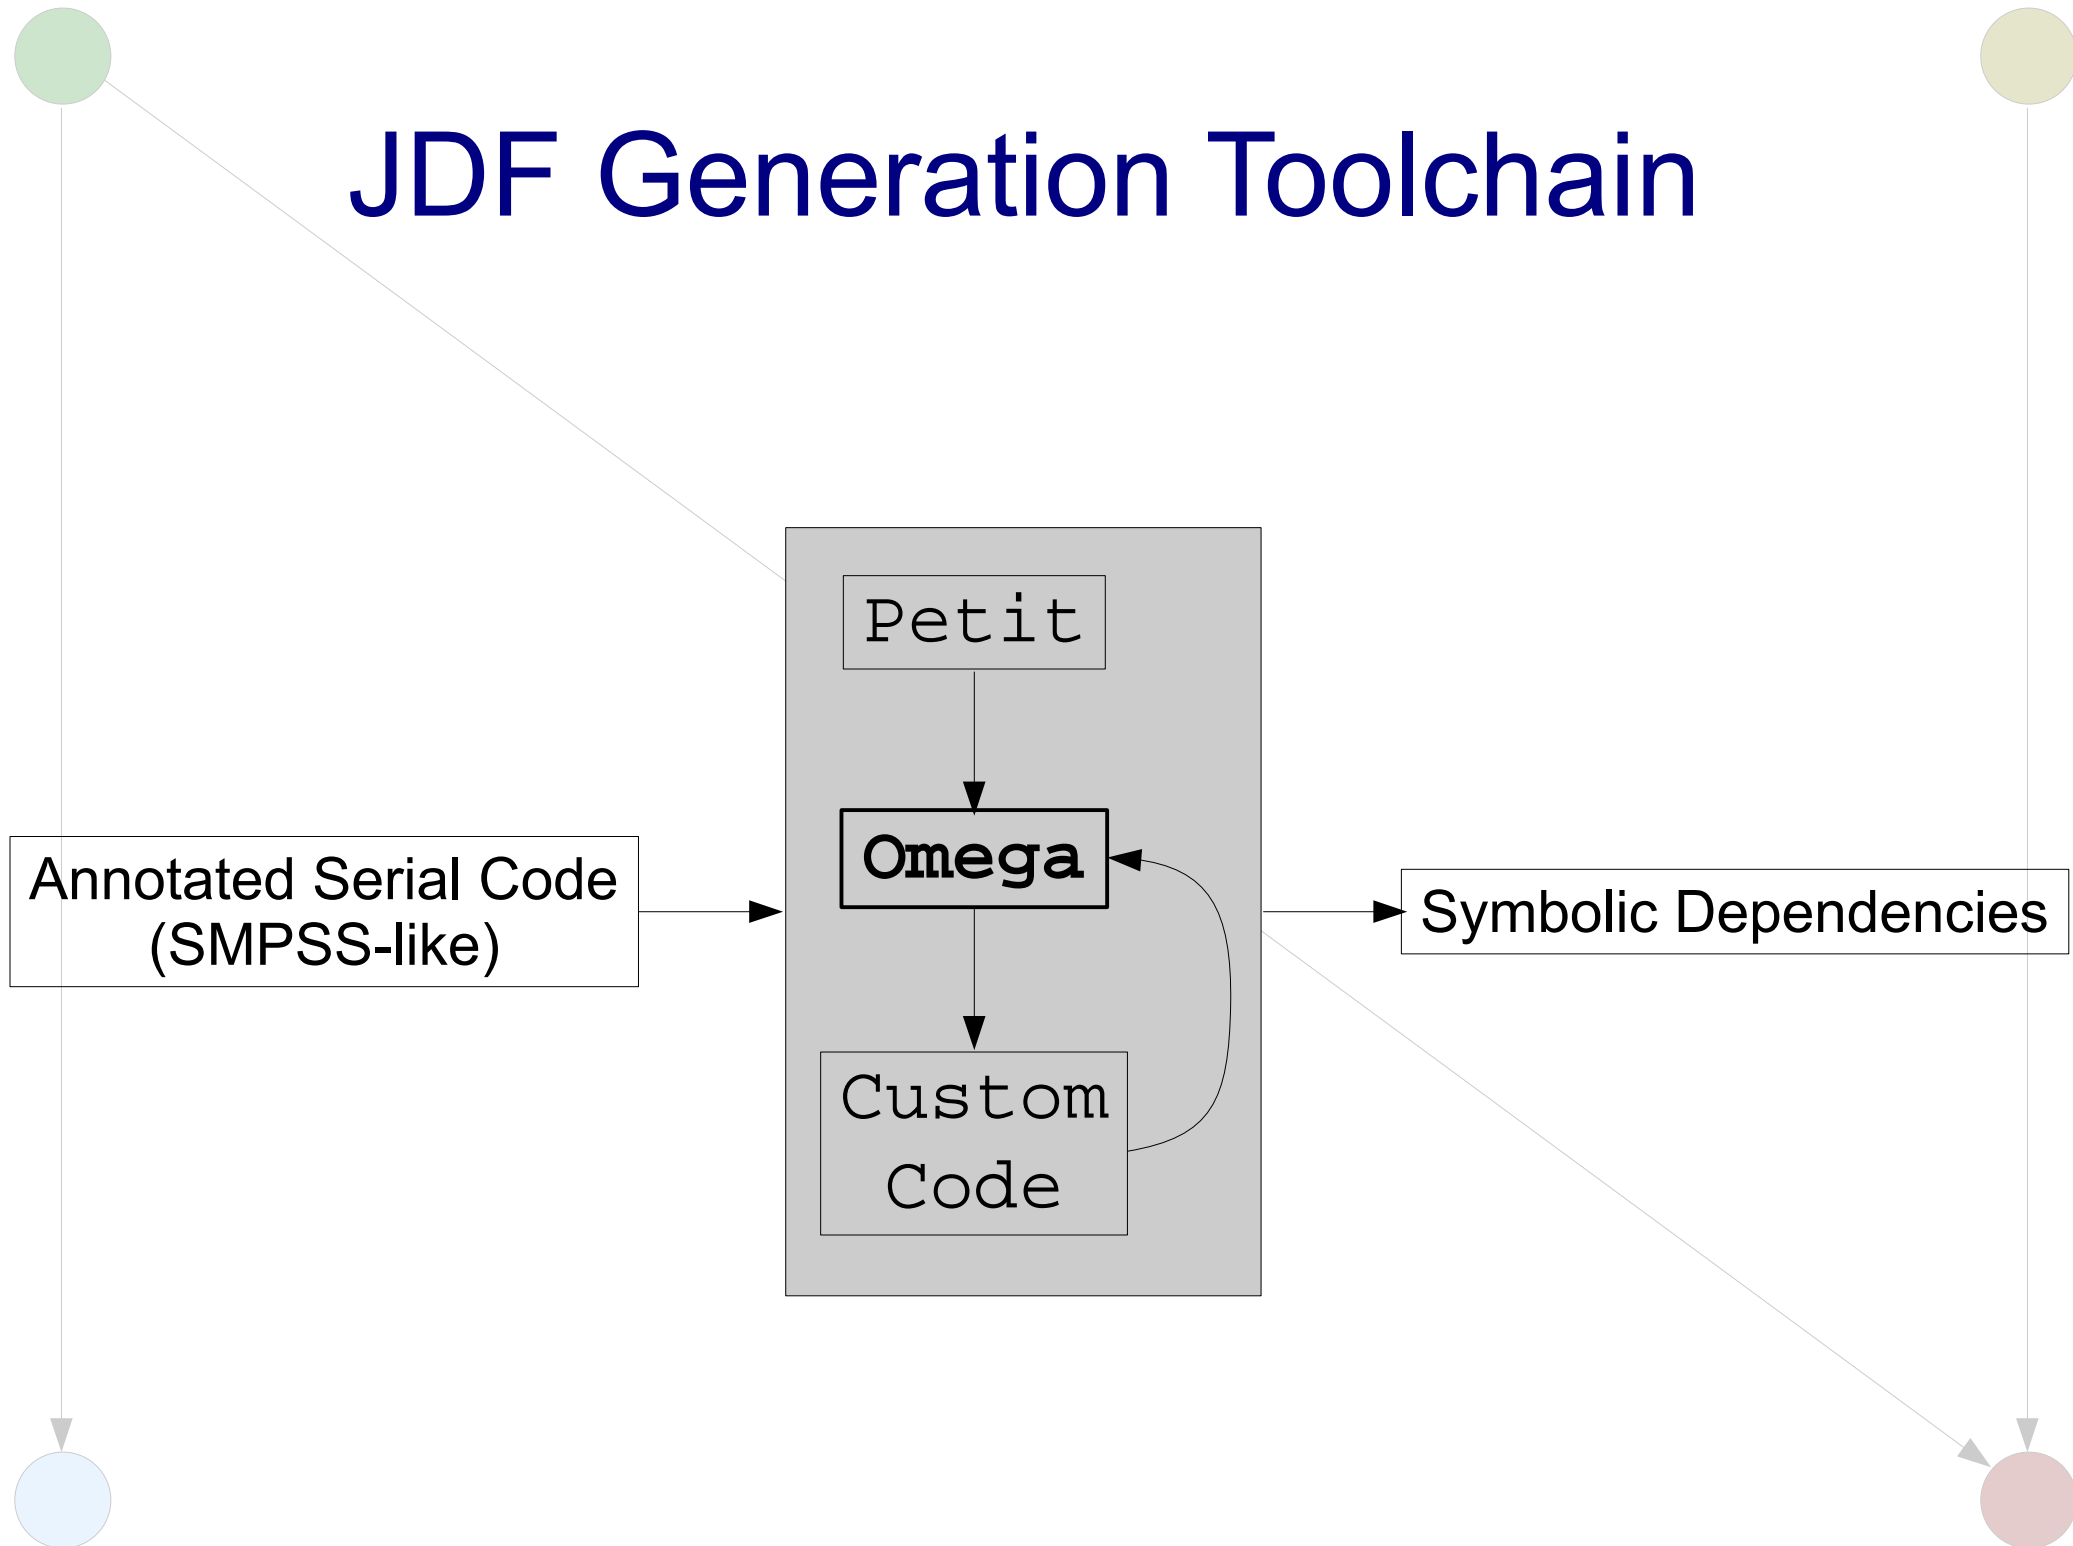 JDF Generation Toolchain
Petit
Omega
Annotated Serial Code
(SMPSS-like)
Symbolic Dependencies
Custom
Code